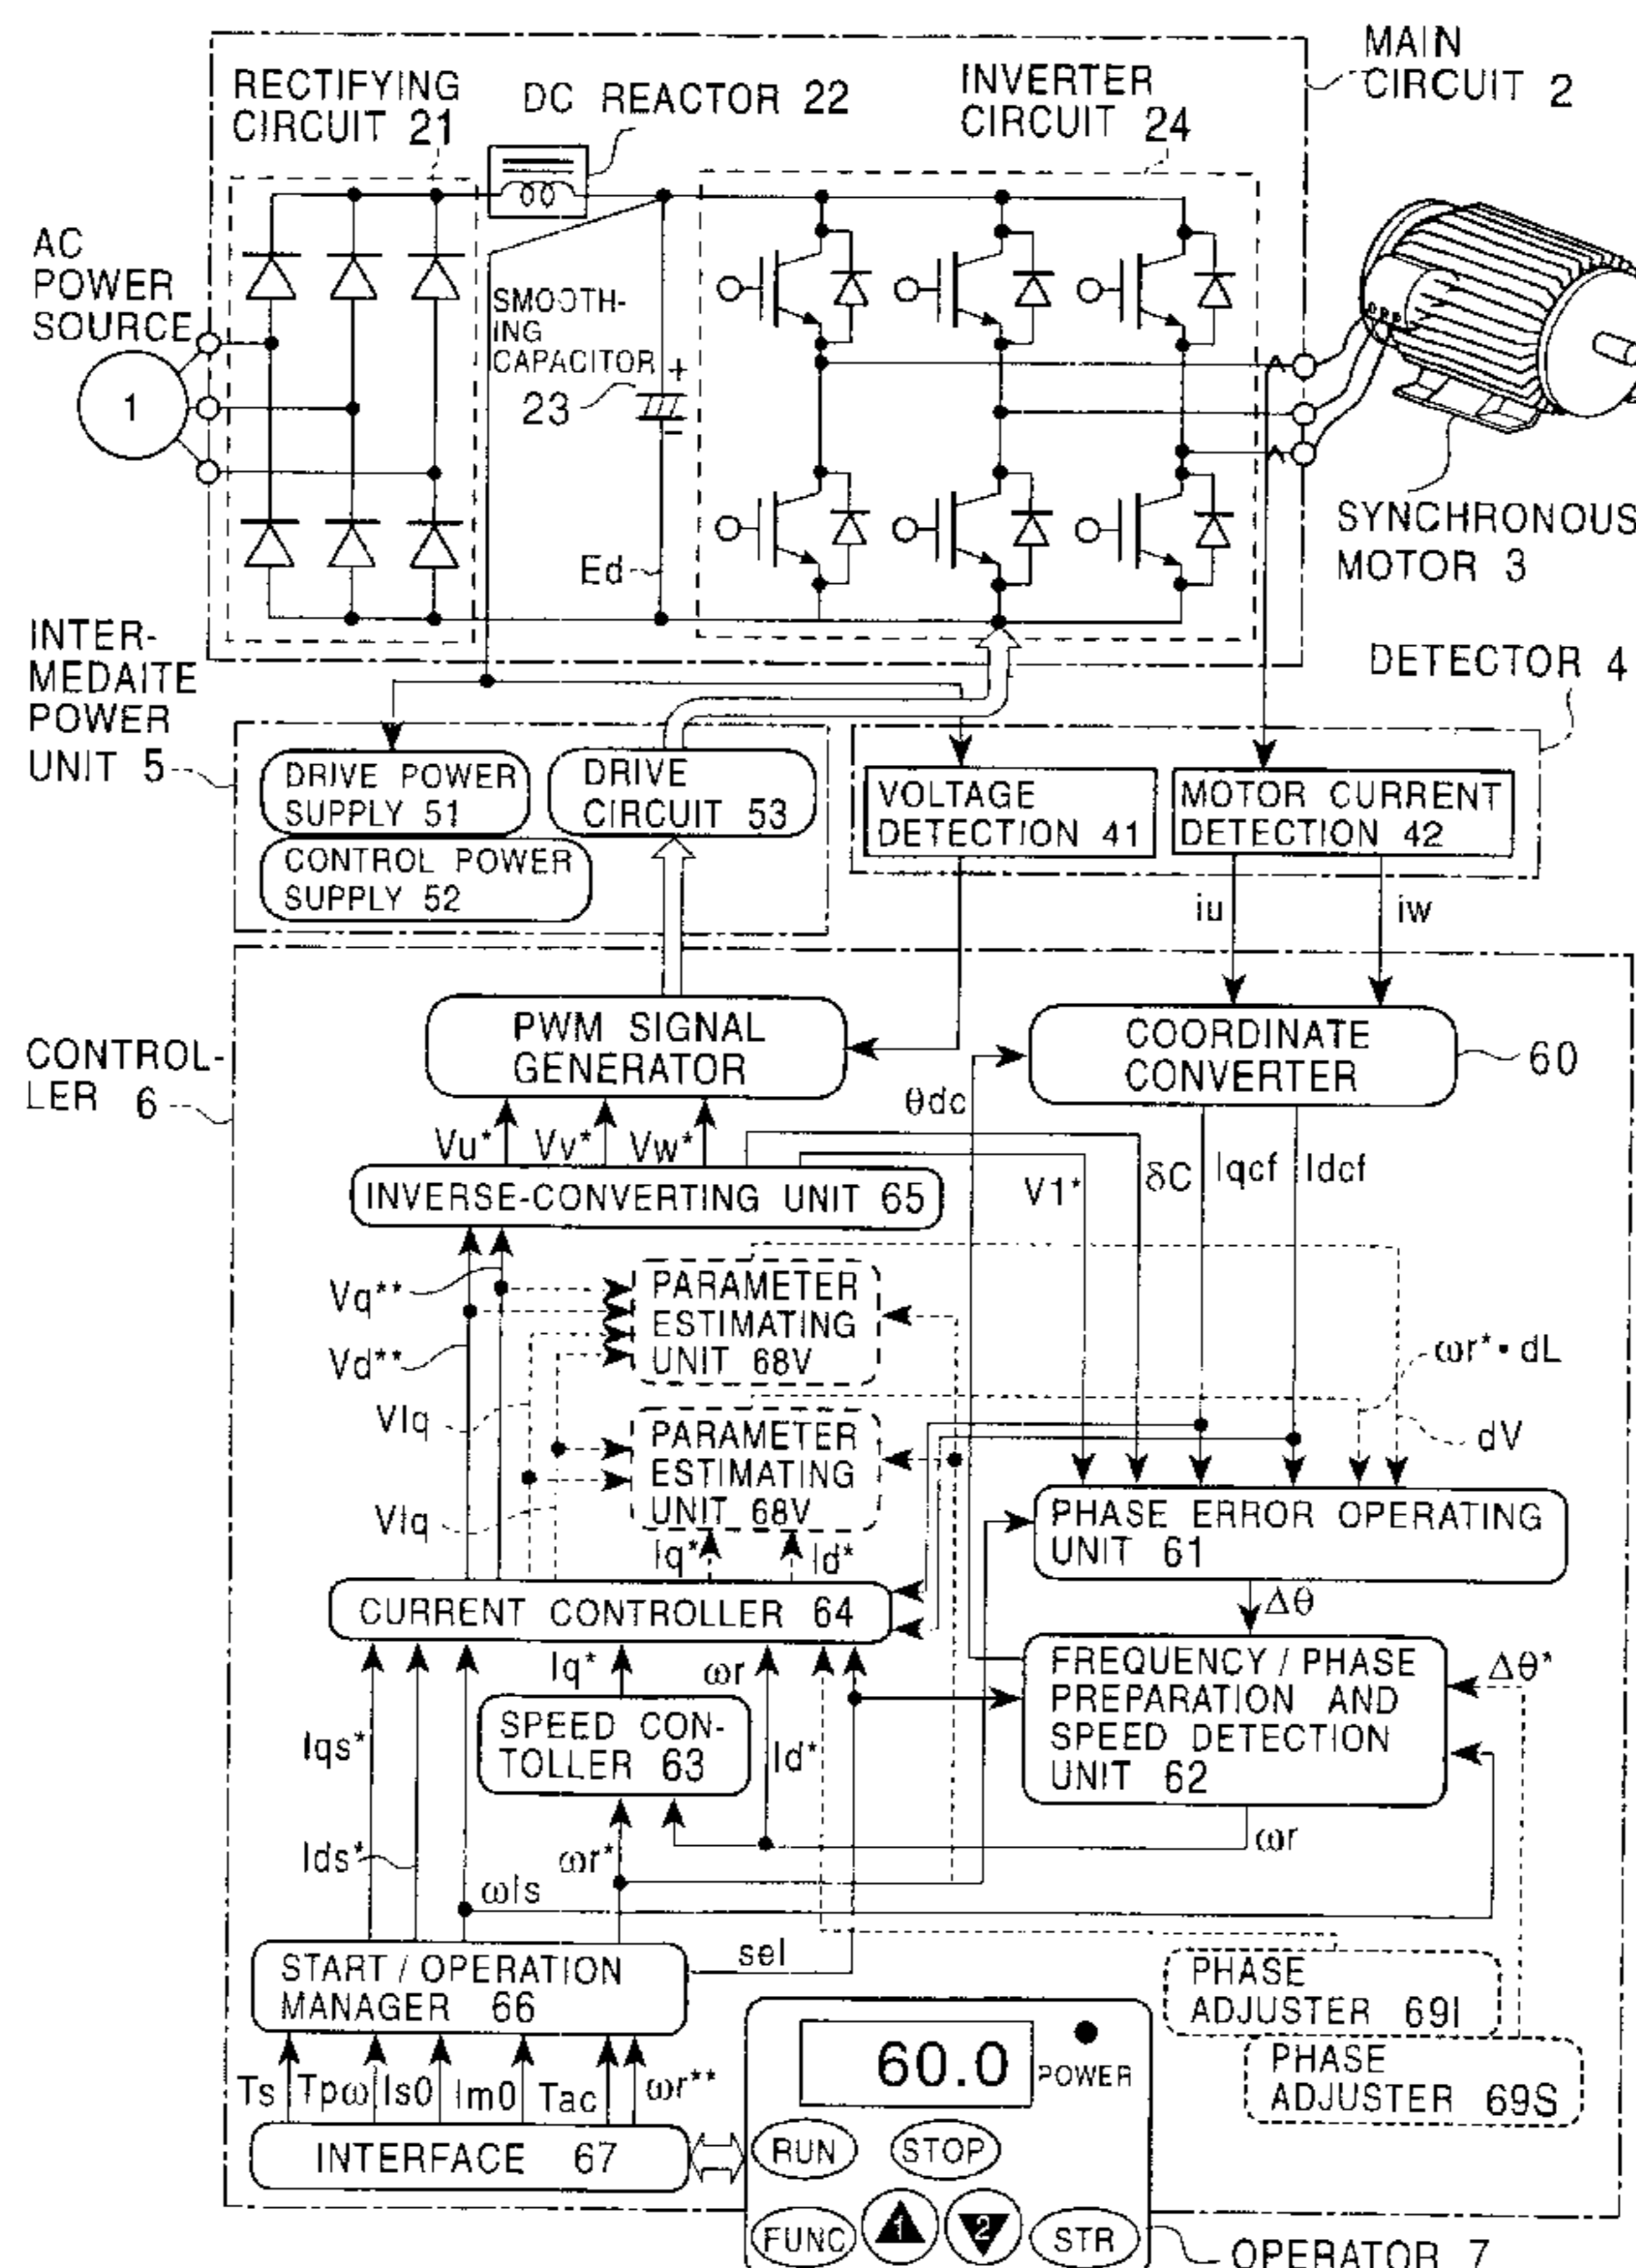 MAIN
CIRCUIT 2
RECTIFYING
CIRCUIT 21
DC REACTOR 22
INVERTER
CIRCUIT 24
AC
POWER
SOURCE
1
SMOOTH-
ING
CAPACITOR
+
23
-
Ed
SYNCHRONOUS
MOTOR 3
INTER-
MEDAITE
POWER
UNIT 5
DETECTOR 4
DRIVE POWER
SUPPLY 51
DRIVE
CIRCUIT 53
CONTROL POWER
SUPPLY 52
VOLTAGE
DETECTION 41
MOTOR CURRENT
DETECTION 42
iu
iw
CONTROL-
LER 6
PWM SIGNAL
GENERATOR
COORDINATE
CONVERTER
60
θdc
Vu*
Vv*
Vw*
INVERSE-CONVERTING UNIT 65
V1*
δC
Iqcf
Idcf
Vq**
Vd**
PARAMETER
ESTIMATING
UNIT 68V
ωr*・dL
dV
VIq
PARAMETER
ESTIMATING
UNIT 68V
VIq
Iq*
Id*
PHASE ERROR OPERATING
UNIT 61
Δθ
CURRENT CONTROLLER 64
Iq*
ωr
FREQUENCY / PHASE
PREPARATION AND
SPEED DETECTION
UNIT 62
Δθ*
Iqs*
SPEED CON-
TOLLER 63
Id*
Ids*
ωr*
ωr
ωIs
START / OPERATION
MANAGER 66
sel
PHASE
ADJUSTER 69I
PHASE
ADJUSTER 69S
Ts
Tpω
Is0
Im0
Tac
ωr**
60.0
POWER
INTERFACE 67
RUN
STOP
FUNC
1
2
STR
OPERATOR 7